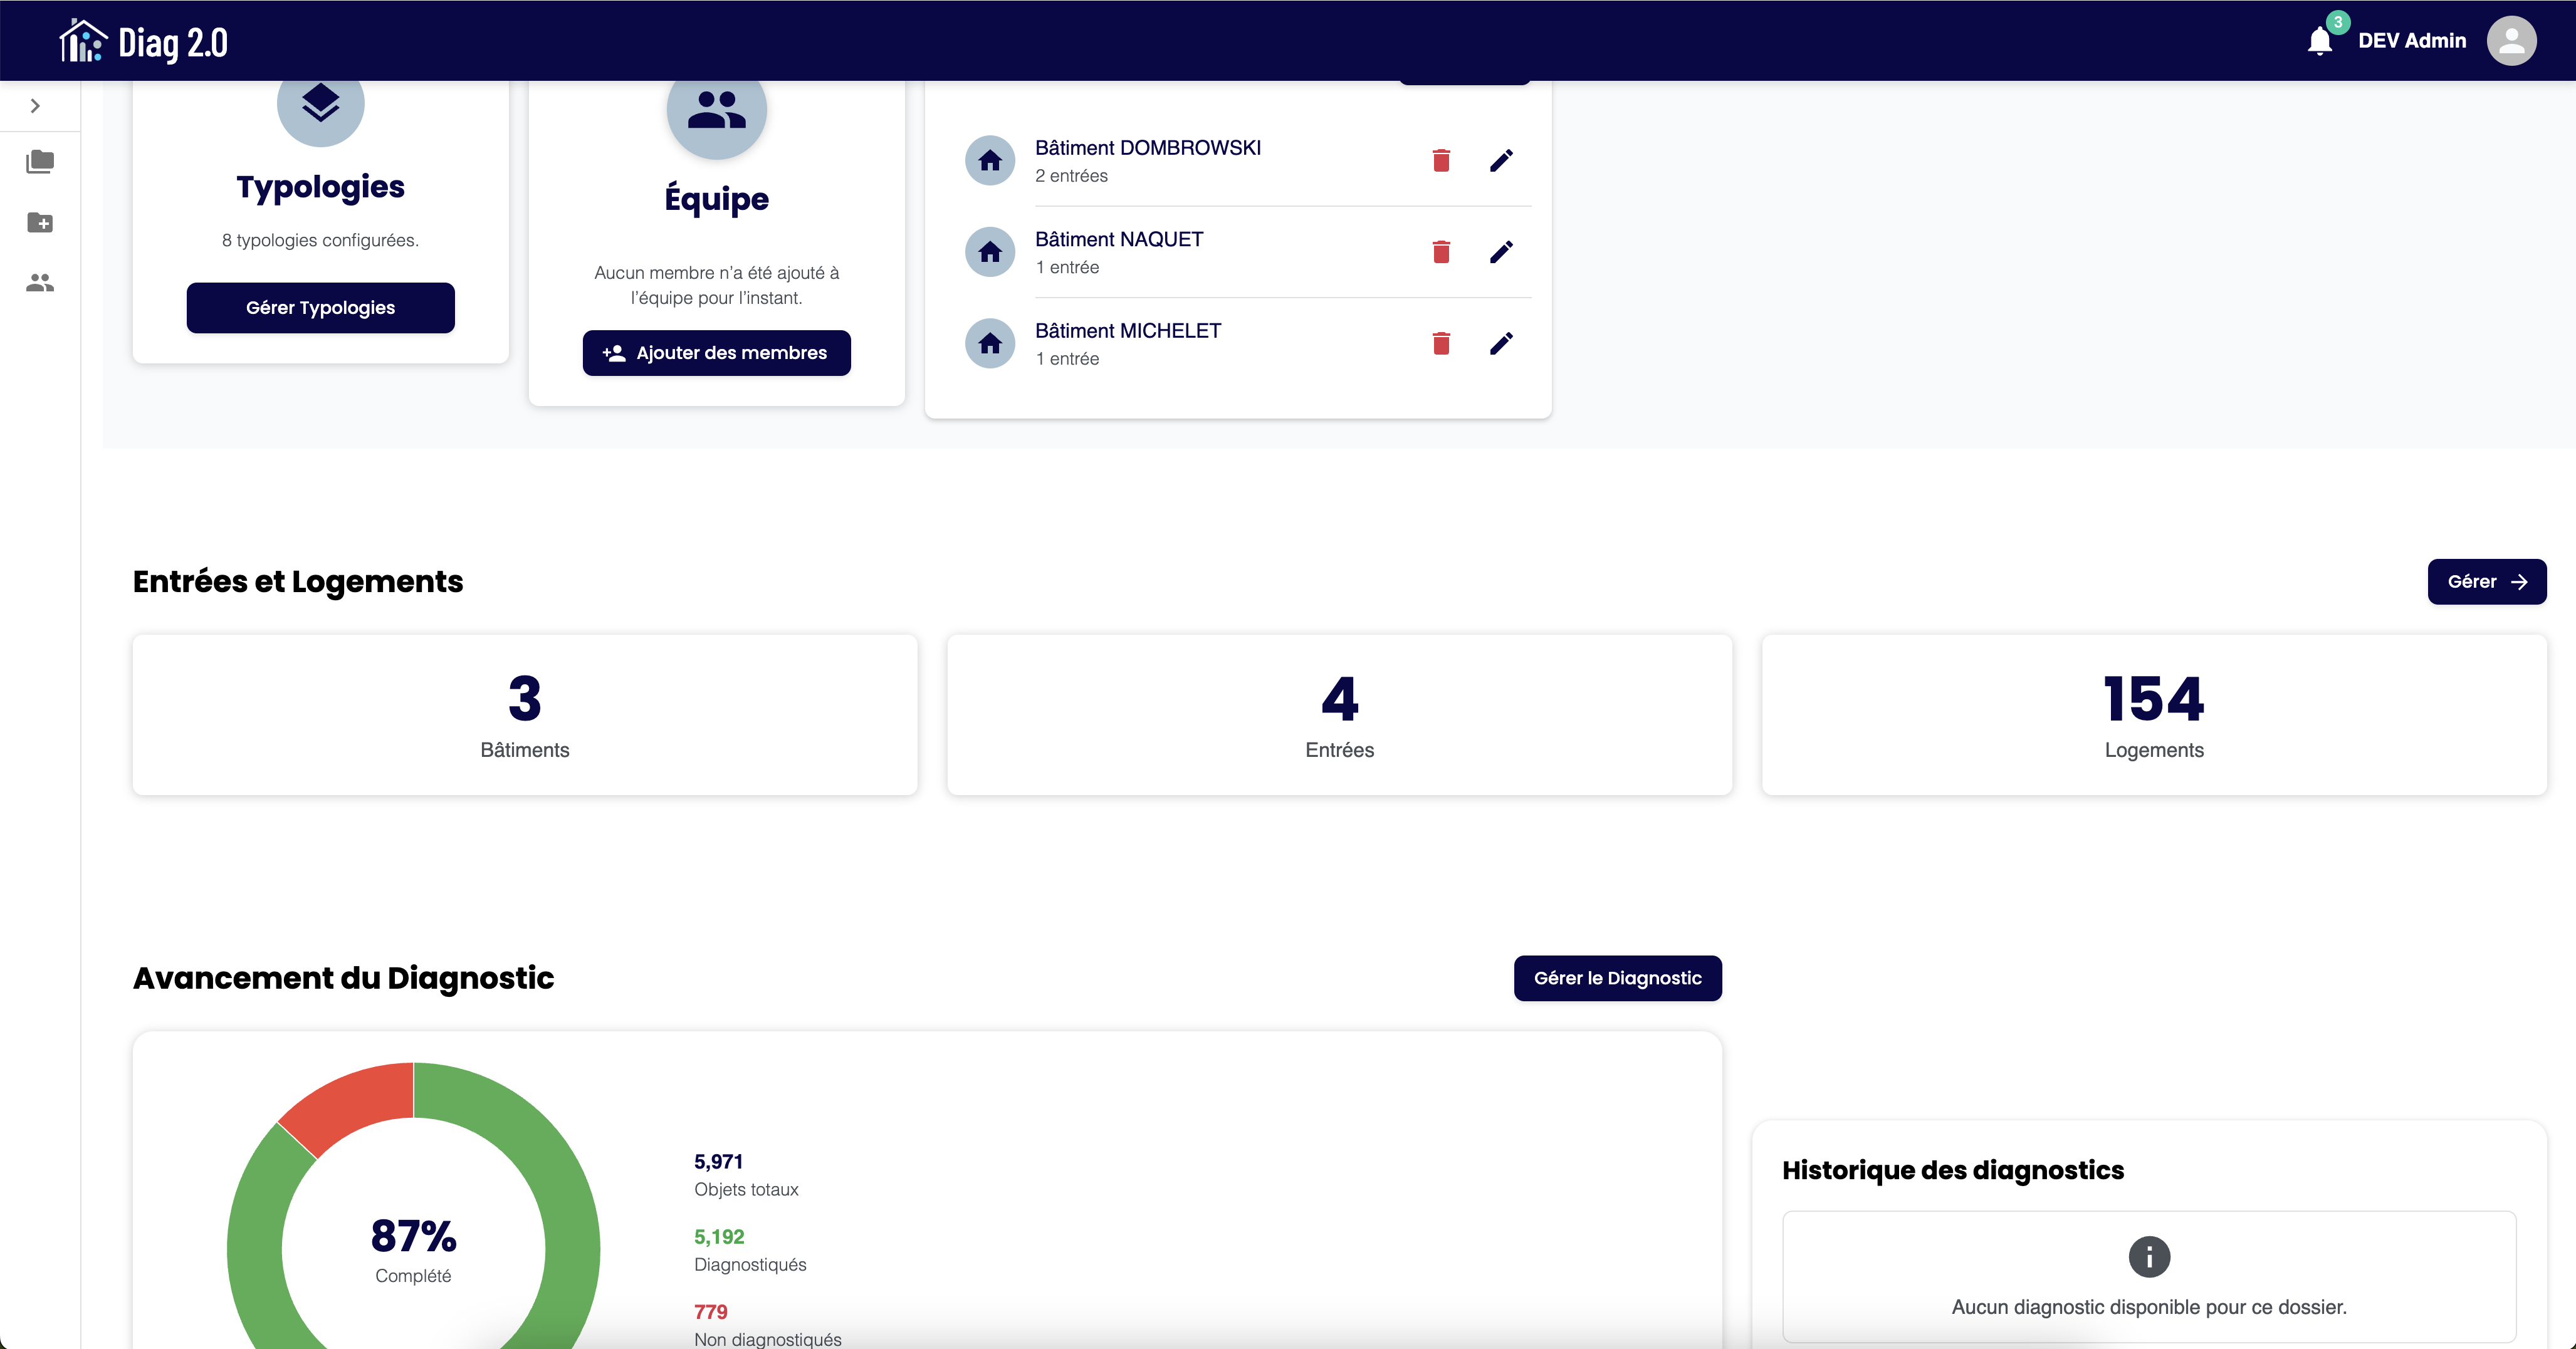 Diag 2.0
3
DEV Admin
Typologies
8 typologies configurées.
Gérer Typologies
Équipe
Aucun membre n’a été ajouté à
l’équipe pour l’instant.
Ajouter des membres
Bâtiment DOMBROWSKI
2 entrées
Bâtiment NAQUET
1 entrée
Bâtiment MICHELET
1 entrée
Entrées et Logements
Gérer
3
Bâtiments
4
Entrées
154
Logements
Avancement du Diagnostic
Gérer le Diagnostic
87%
Complété
5,971
Objets totaux
5,192
Diagnostiqués
779
Non diagnostiqués
Historique des diagnostics
Aucun diagnostic disponible pour ce dossier.